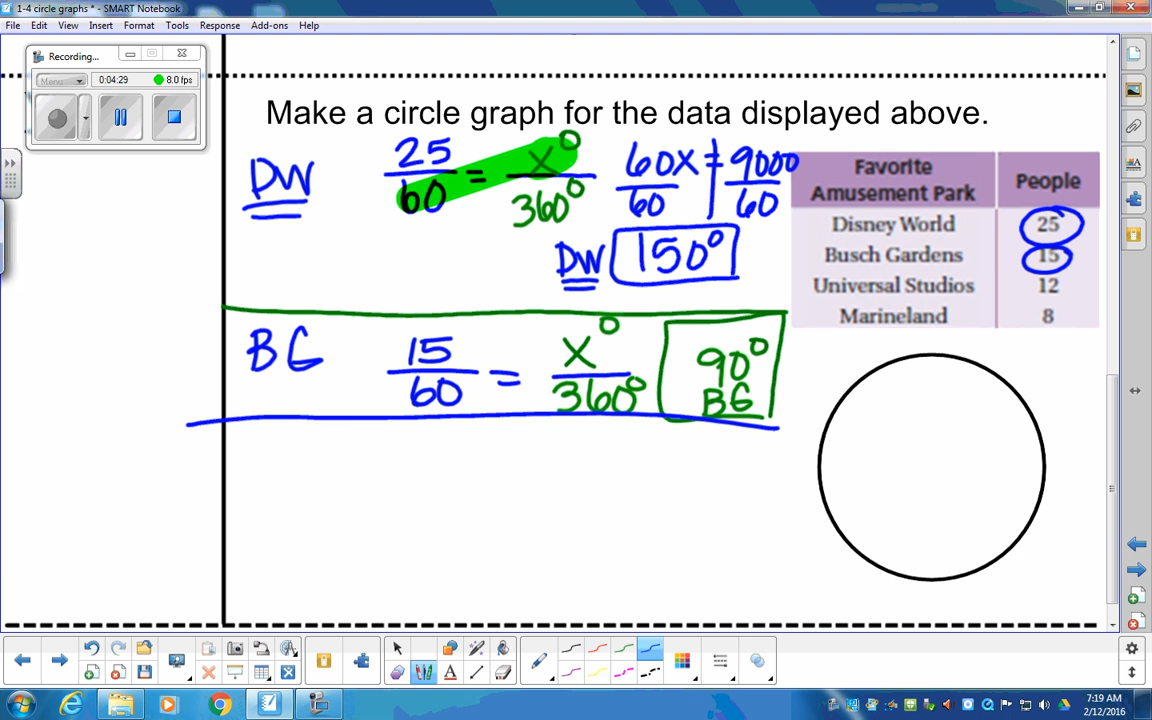 1-4 circle graphs * - SMART Notebook
File Edit View Insert Format Tools Response Add-ons Help
Recording...
Menu 0:04:29 8.0 fps
Make a circle graph for the data displayed above.
DW 25/60 = x°/360° 60x = 9000
60 60
DW 150°
Favorite Amusement Park People
Disney World 25
Busch Gardens 15
Universal Studios 12
Marineland 8
BG 15/60 = x°/360° 90°
BG
7:19 AM
2/12/2016